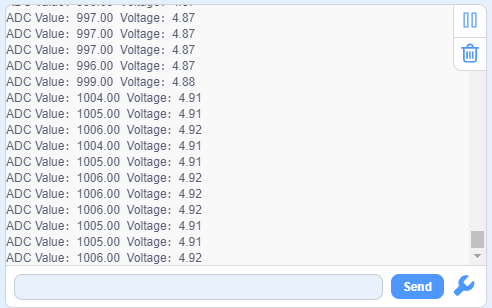 ADC Value: 997.00 Voltage: 4.87
ADC Value: 997.00 Voltage: 4.87
ADC Value: 997.00 Voltage: 4.87
ADC Value: 996.00 Voltage: 4.87
ADC Value: 999.00 Voltage: 4.88
ADC Value: 1004.00 Voltage: 4.91
ADC Value: 1005.00 Voltage: 4.91
ADC Value: 1006.00 Voltage: 4.92
ADC Value: 1004.00 Voltage: 4.91
ADC Value: 1005.00 Voltage: 4.91
ADC Value: 1006.00 Voltage: 4.92
ADC Value: 1006.00 Voltage: 4.92
ADC Value: 1006.00 Voltage: 4.92
ADC Value: 1005.00 Voltage: 4.91
ADC Value: 1005.00 Voltage: 4.91
ADC Value: 1006.00 Voltage: 4.92
Send